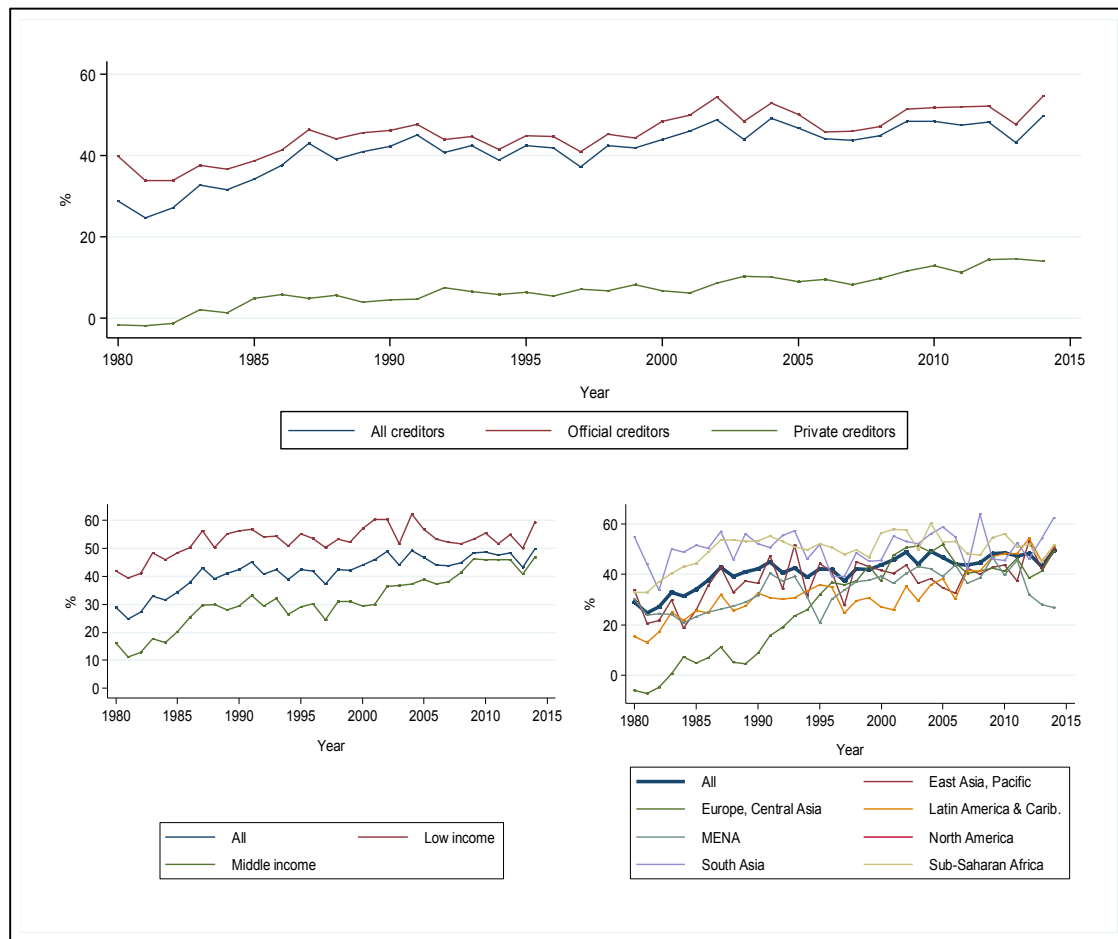 60
40
%
20
0
1980 1985 1990 1995 2000 2005 2010 2015
Year
All creditors Official creditors Private creditors
60
50
40
%
30
20
10
0
1980 1985 1990 1995 2000 2005 2010 2015
Year
All Low income
Middle income
60
40
%
20
0
1980 1985 1990 1995 2000 2005 2010 2015
Year
All East Asia, Pacific
Europe, Central Asia Latin America & Carib.
MENA North America
South Asia Sub-Saharan Africa